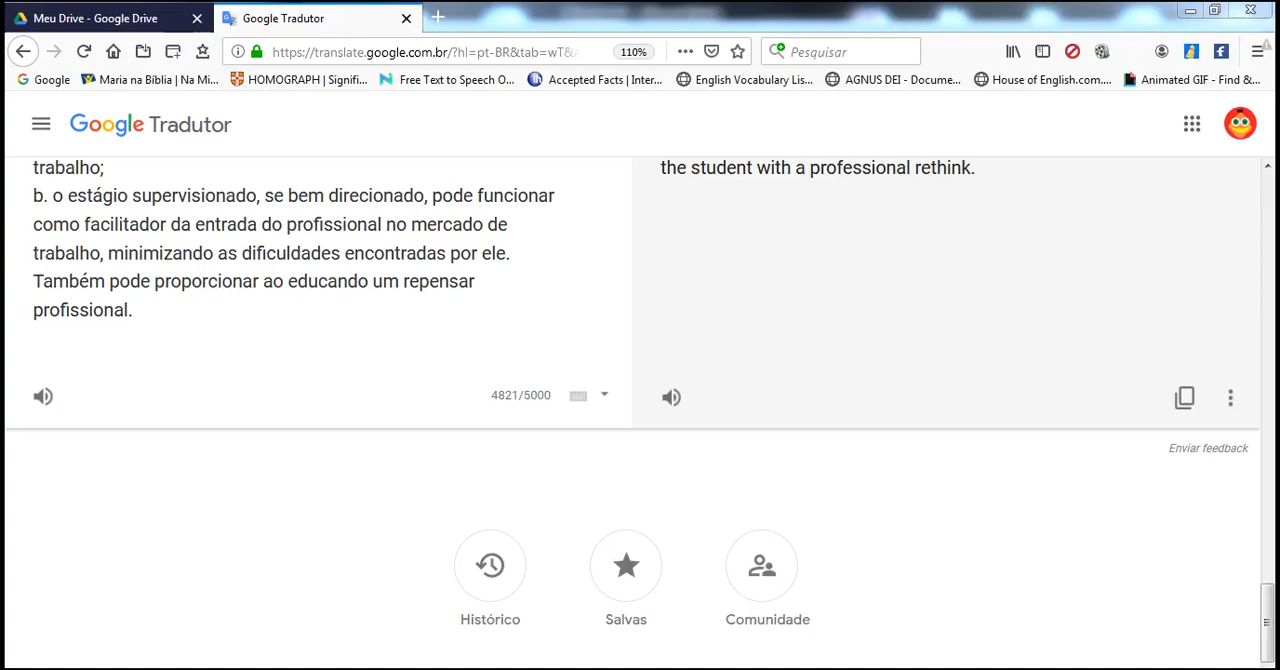 Meu Drive - Google Drive
Google Tradutor
https://translate.google.com.br/?hl=pt-BR&tab=wT&
110%
Pesquisar
Google
Maria na Bíblia | Na Mi...
HOMOGRAPH | Signifi...
Free Text to Speech O...
Accepted Facts | Inter...
English Vocabulary Lis...
AGNUS DEI - Docume...
House of English.com....
Animated GIF - Find &...
Google Tradutor
trabalho;
b. o estágio supervisionado, se bem direcionado, pode funcionar
como facilitador da entrada do profissional no mercado de
trabalho, minimizando as dificuldades encontradas por ele.
Também pode proporcionar ao educando um repensar
profissional.
4821/5000
the student with a professional rethink.
Enviar feedback
Histórico
Salvas
Comunidade